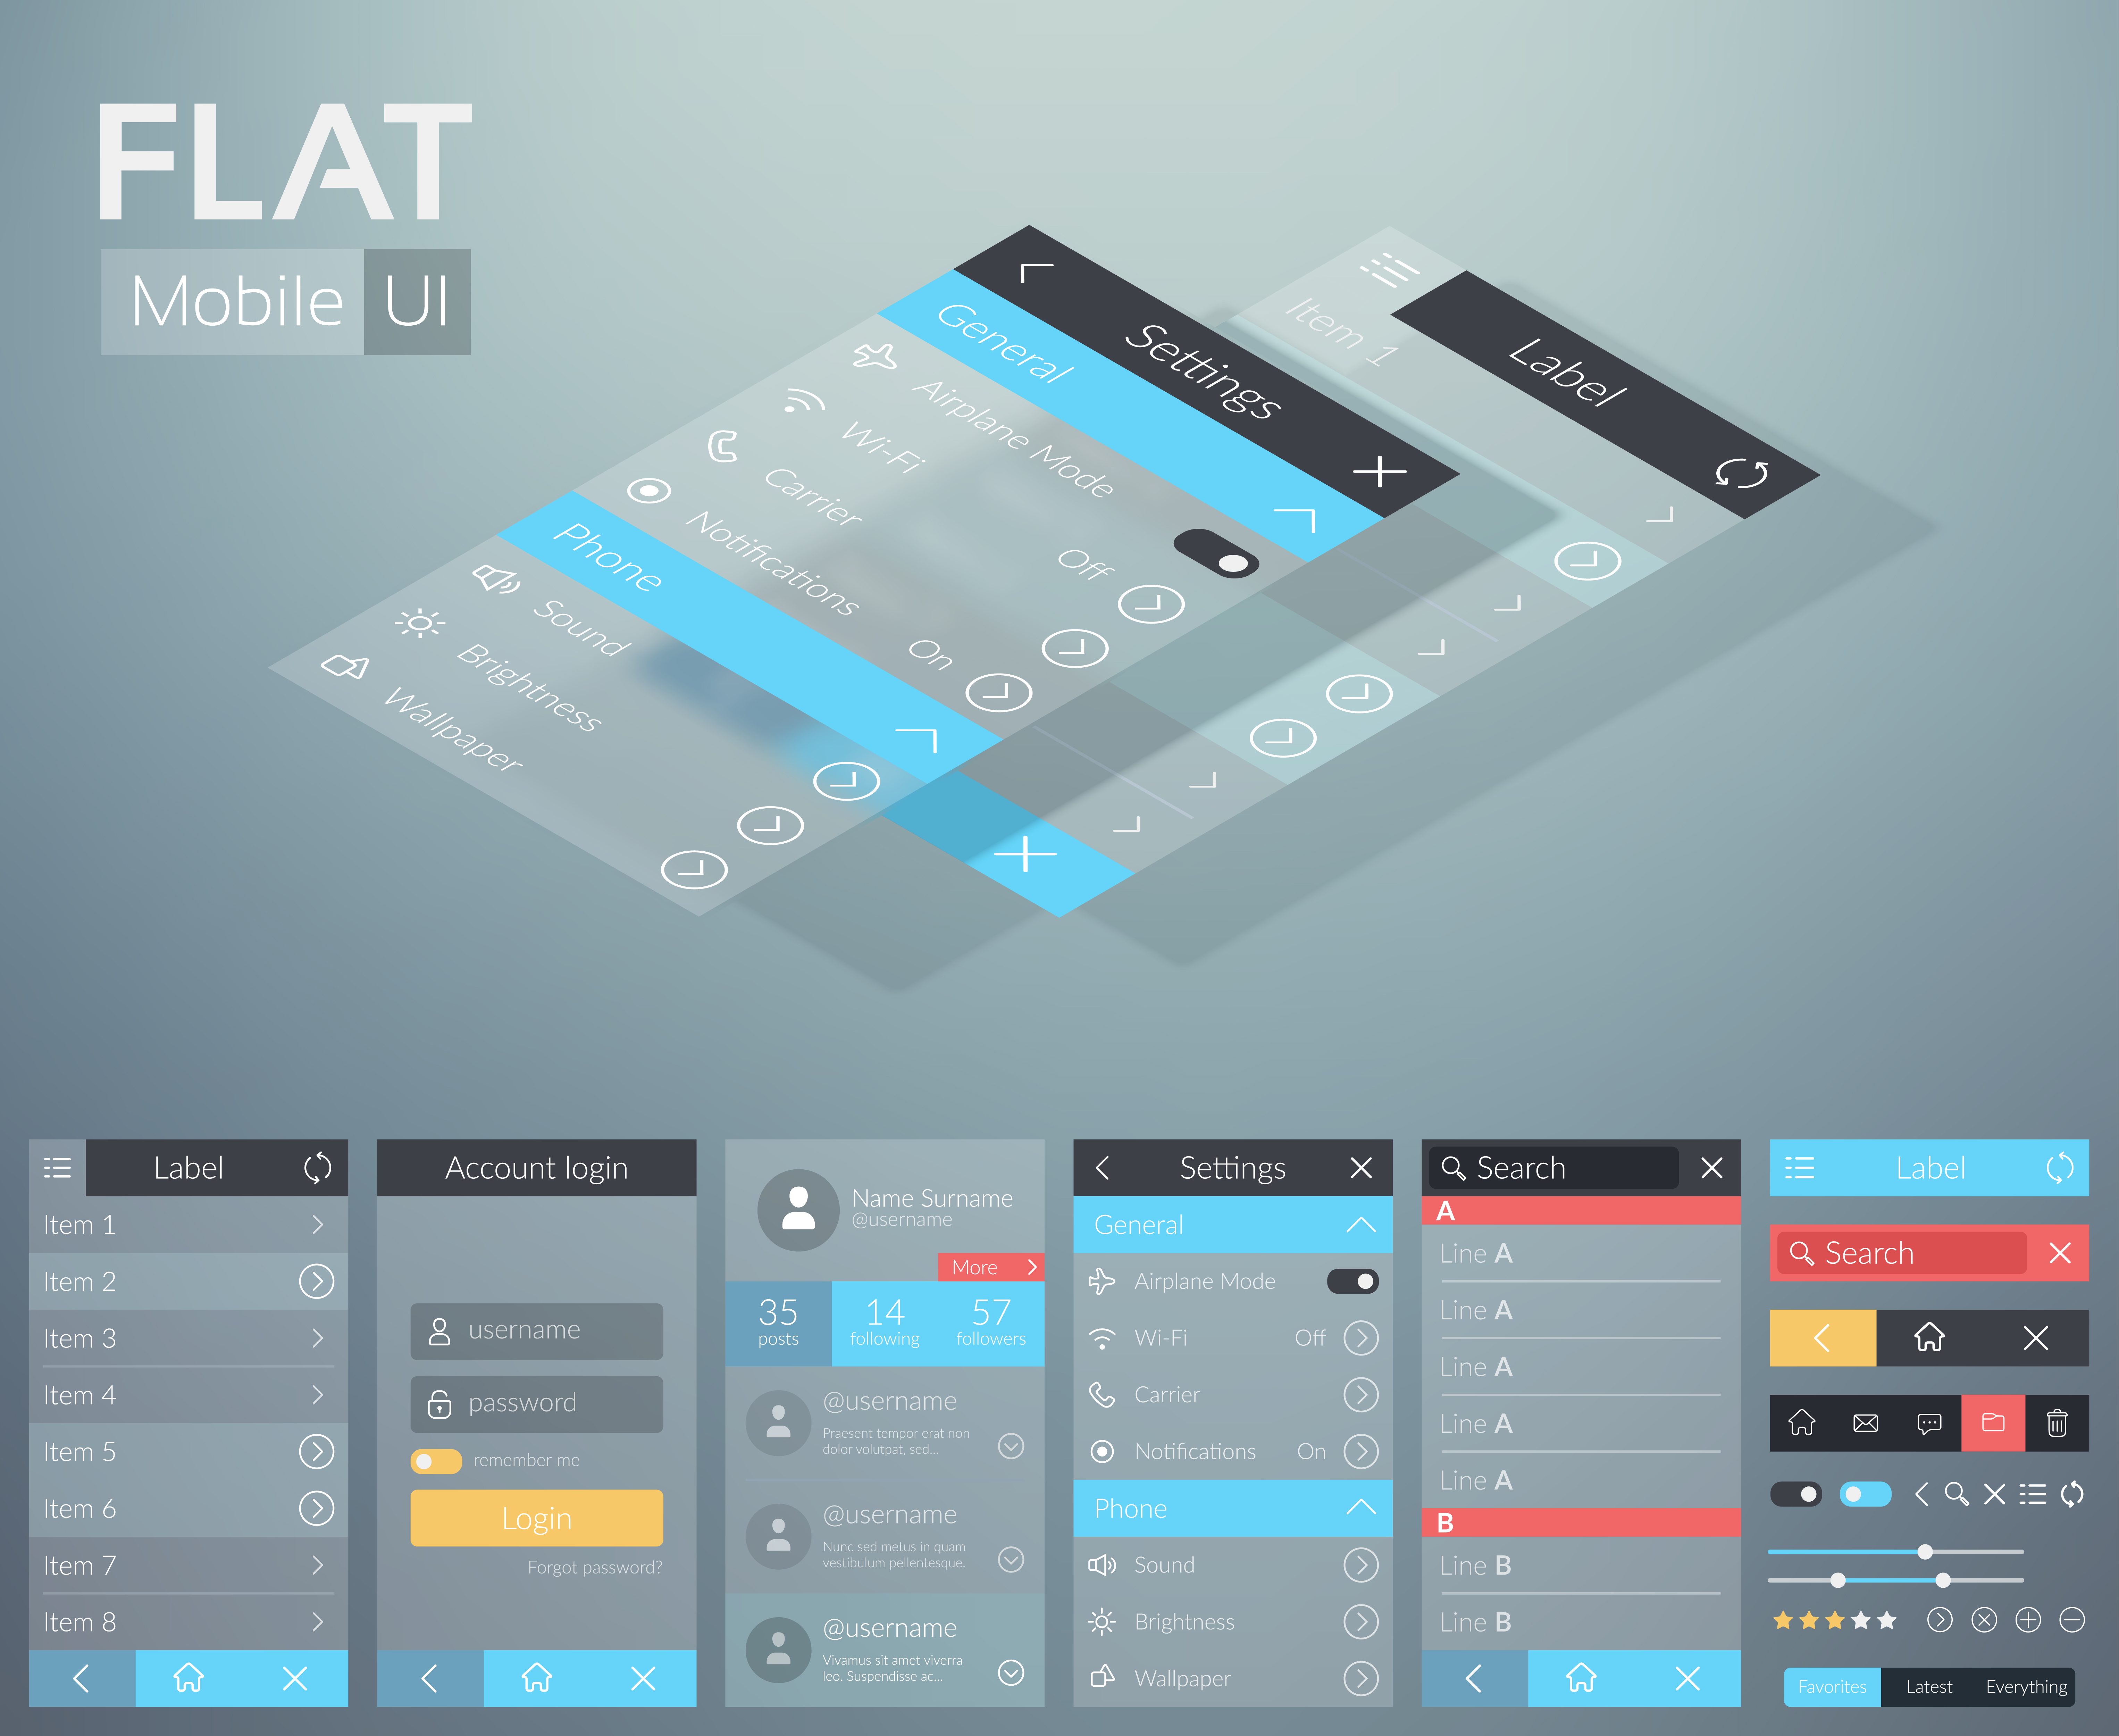 FLAT
Mobile UI
Settings
General
Airplane Mode
Wi-Fi
Off
Carrier
Notifications
On
Phone
Sound
Brightness
Wallpaper
Label
Item 1
Label
Item 1
Item 2
Item 3
Item 4
Item 5
Item 6
Item 7
Item 8
Account login
username
password
remember me
Login
Forgot password?
Name Surname
@username
More
35 14 57
posts following followers
@username
Praesent tempor erat non
dolor volutpat, sed...
@username
Nunc sed metus in quam
vestibulum pellentesque.
@username
Vivamus sit amet viverra
leo. Suspendisse ac...
Settings
General
Airplane Mode
Wi-Fi Off
Carrier
Notifications On
Phone
Sound
Brightness
Wallpaper
Search
A
Line A
Line A
Line A
Line A
Line A
B
Line B
Line B
Label
Search
Favorites Latest Everything